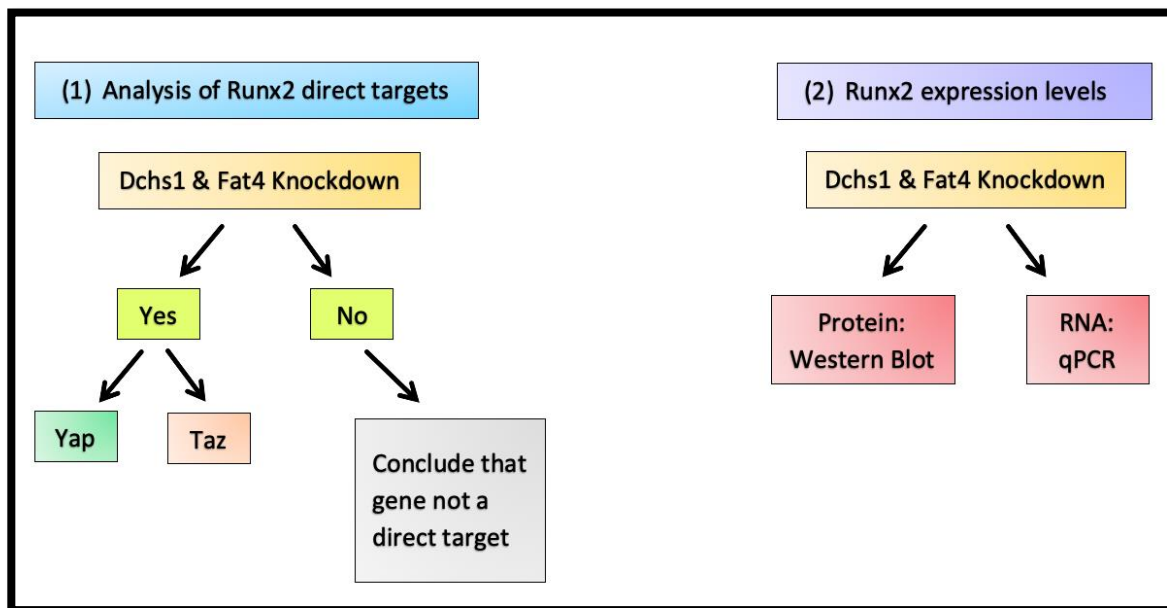 (1) Analysis of Runx2 direct targets
Dchs1 & Fat4 Knockdown
Yes
No
Yap
Taz
Conclude that
gene not a
direct target
(2) Runx2 expression levels
Dchs1 & Fat4 Knockdown
Protein:
Western Blot
RNA:
qPCR